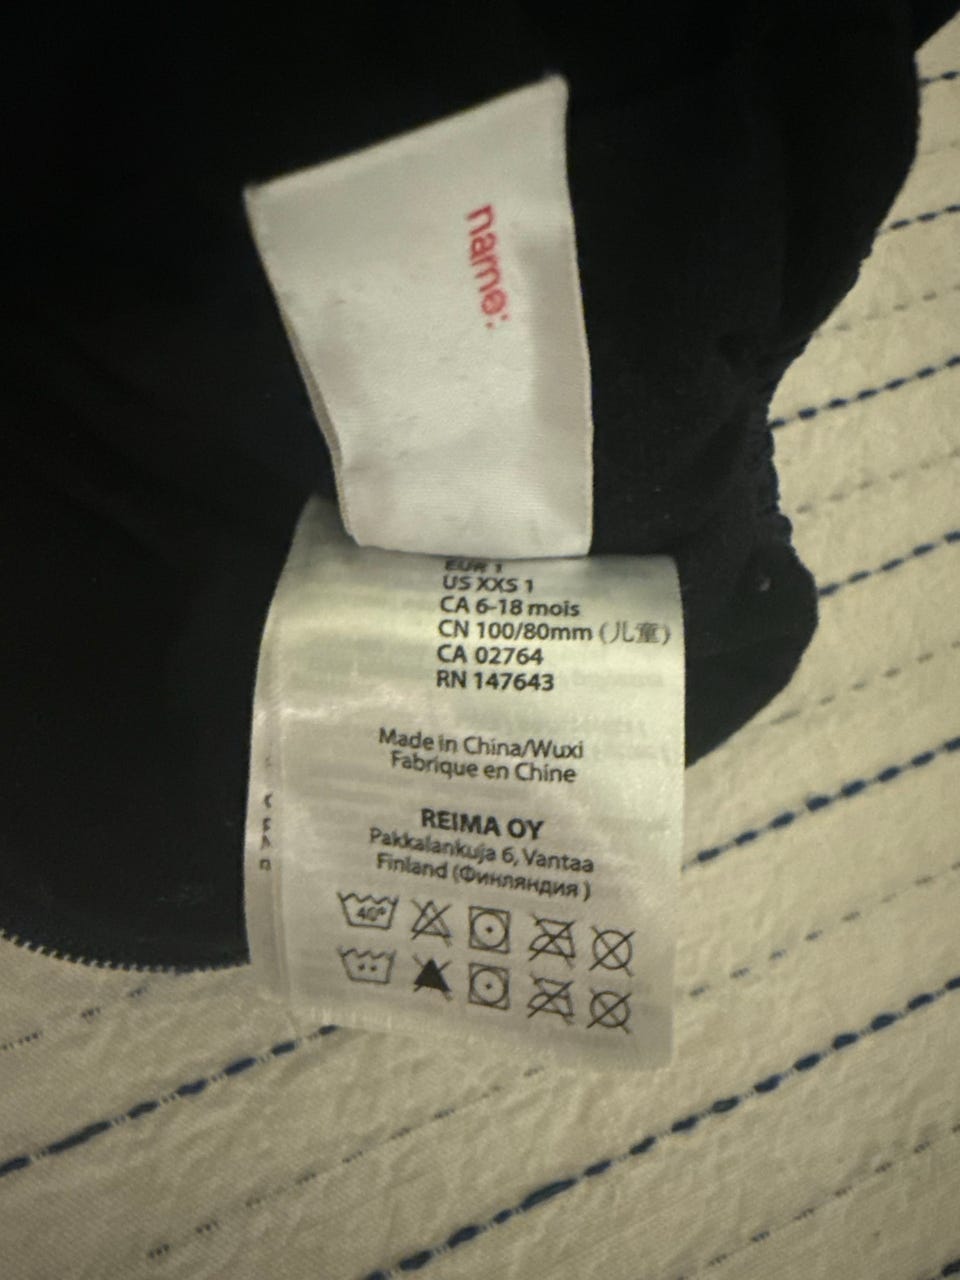 name:
EUR 1
US XXS 1
CA 6-18 mois
CN 100/80mm (儿童)
CA 02764
RN 147643
Made in China/Wuxi
Fabrique en Chine
REIMA OY
Pakkalankuja 6, Vantaa
Finland (Финляндия )
40°